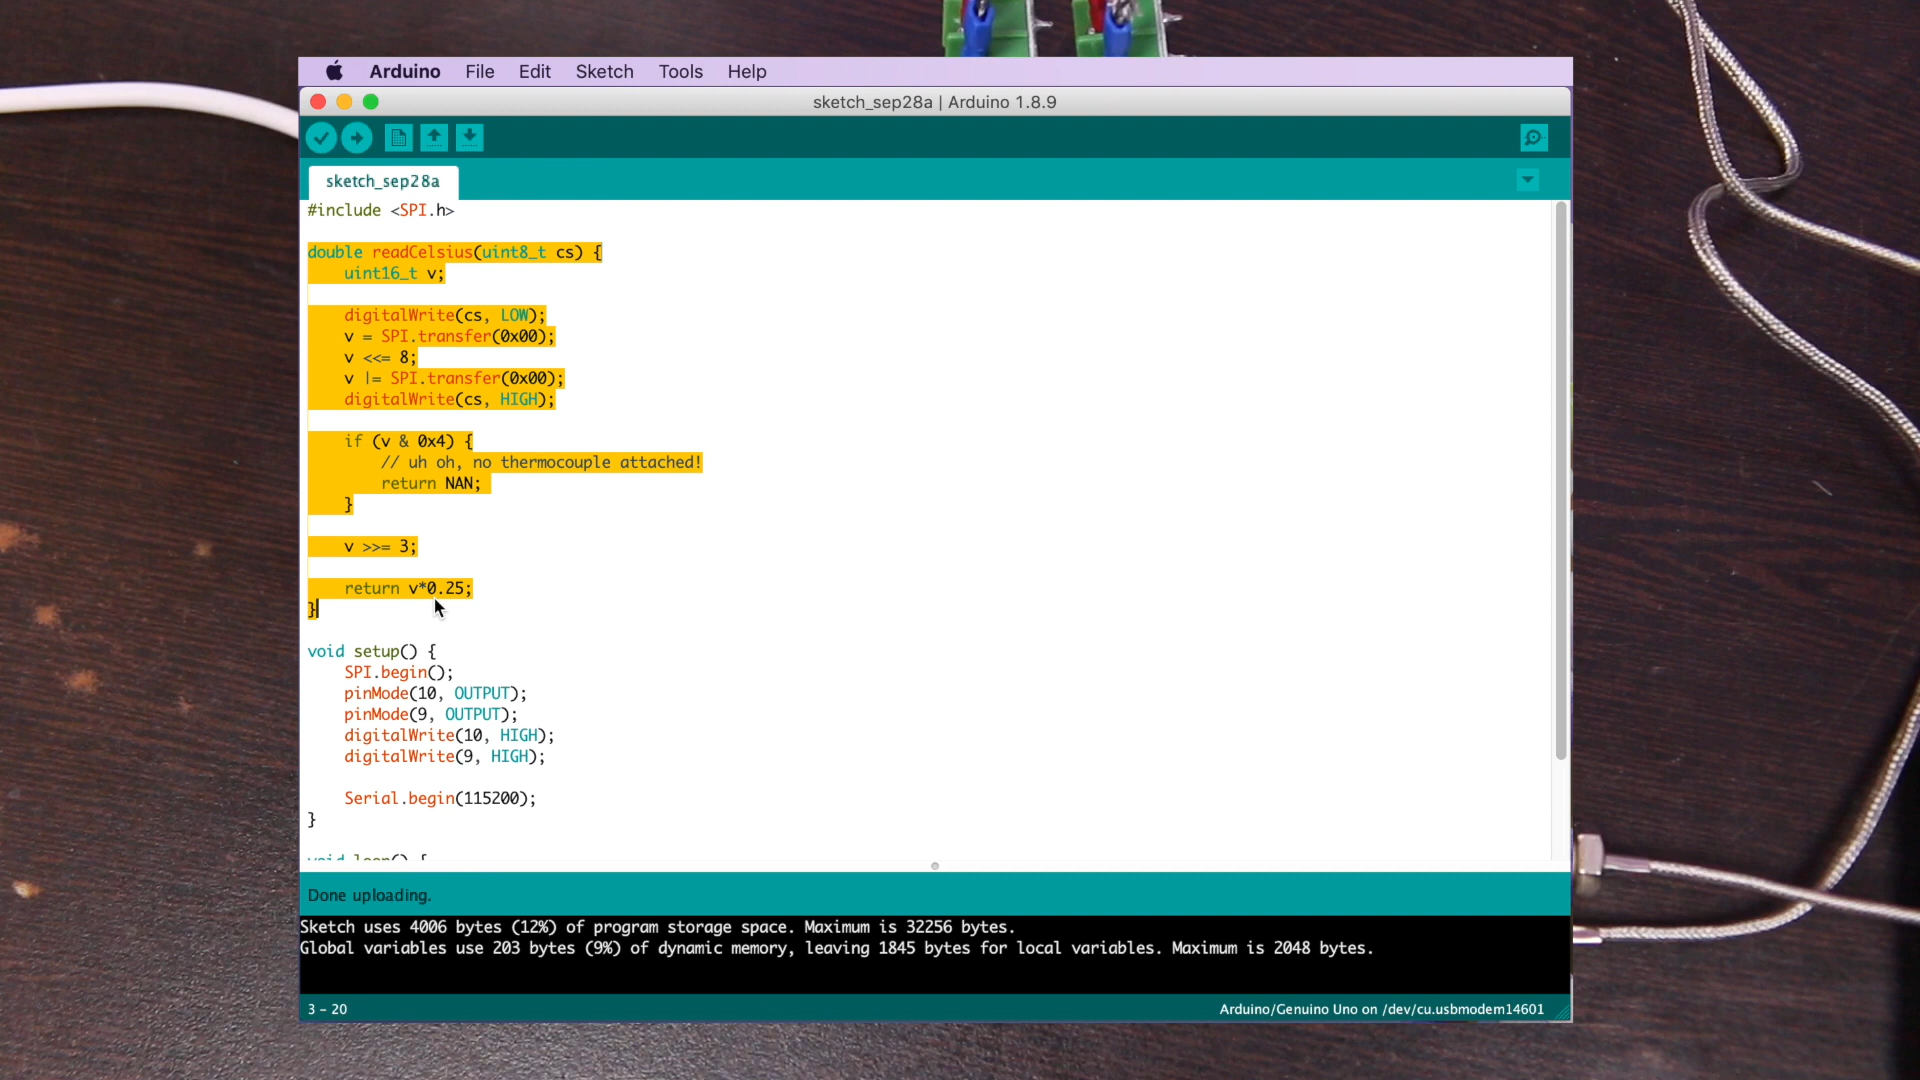 Arduino File Edit Sketch Tools Help
sketch_sep28a | Arduino 1.8.9
sketch_sep28a
#include <SPI.h>
double readCelsius(uint8_t cs) {
uint16_t v;
digitalWrite(cs, LOW);
v = SPI.transfer(0x00);
v <<= 8;
v |= SPI.transfer(0x00);
digitalWrite(cs, HIGH);
if (v & 0x4) {
// uh oh, no thermocouple attached!
return NAN;
}
v >>= 3;
return v*0.25;
}
void setup() {
SPI.begin();
pinMode(10, OUTPUT);
pinMode(9, OUTPUT);
digitalWrite(10, HIGH);
digitalWrite(9, HIGH);
Serial.begin(115200);
}
void loop() {
Done uploading.
Sketch uses 4006 bytes (12%) of program storage space. Maximum is 32256 bytes.
Global variables use 203 bytes (9%) of dynamic memory, leaving 1845 bytes for local variables. Maximum is 2048 bytes.
3 - 20
Arduino/Genuino Uno on /dev/cu.usbmodem14601